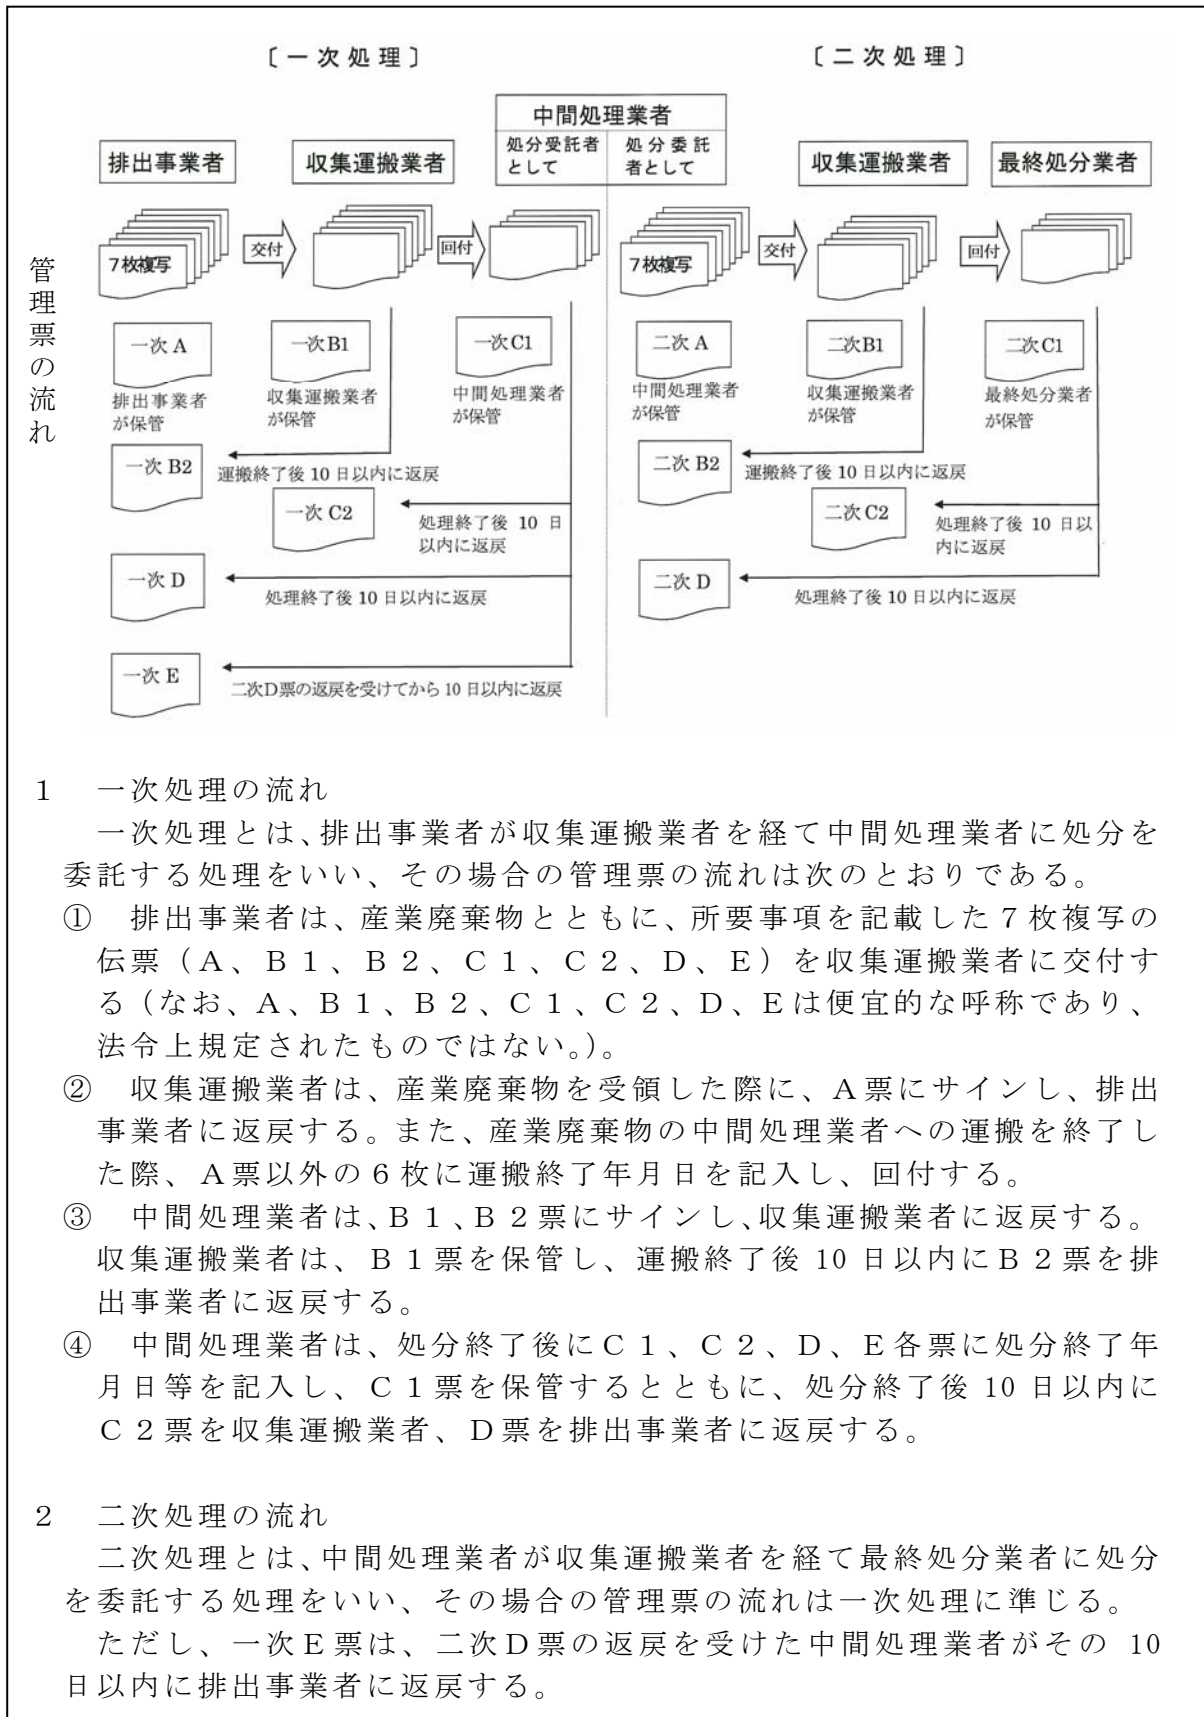 〔一次処理〕
〔二次処理〕
中間処理業者
処分受託者
として
処分委託
者として
排出事業者
収集運搬業者
収集運搬業者
最終処分業者
管理票の流れ
7枚複写
交付
回付
7枚複写
交付
回付
一次 A
一次B1
一次C1
二次 A
二次B1
二次C1
排出事業者
が保管
収集運搬業者
が保管
中間処理業者
が保管
中間処理業者
が保管
収集運搬業者
が保管
最終処分業者
が保管
一次 B2
運搬終了後 10 日以内に返戻
二次 B2
運搬終了後 10 日以内に返戻
一次 C2
処理終了後 10 日
以内に返戻
二次 C2
処理終了後 10 日以
内に返戻
一次 D
処理終了後 10 日以内に返戻
二次 D
処理終了後 10 日以内に返戻
一次 E
二次D票の返戻を受けてから 10 日以内に返戻
1 一次処理の流れ
一次処理とは、排出事業者が収集運搬業者を経て中間処理業者に処分を
委託する処理をいい、その場合の管理票の流れは次のとおりである。
① 排出事業者は、産業廃棄物とともに、所要事項を記載した7枚複写の
伝票（A、B1、B2、C1、C2、D、E）を収集運搬業者に交付す
る（なお、A、B1、B2、C1、C2、D、Eは便宜的な呼称であり、
法令上規定されたものではない。）。
② 収集運搬業者は、産業廃棄物を受領した際に、A票にサインし、排出
事業者に返戻する。また、産業廃棄物の中間処理業者への運搬を終了し
た際、A票以外の6枚に運搬終了年月日を記入し、回付する。
③ 中間処理業者は、B1、B2票にサインし、収集運搬業者に返戻する。
収集運搬業者は、B1票を保管し、運搬終了後 10 日以内にB2票を排
出事業者に返戻する。
④ 中間処理業者は、処分終了後にC1、C2、D、E各票に処分終了年
月日等を記入し、C1票を保管するとともに、処分終了後 10 日以内に
C2票を収集運搬業者、D票を排出事業者に返戻する。
2 二次処理の流れ
二次処理とは、中間処理業者が収集運搬業者を経て最終処分業者に処分
を委託する処理をいい、その場合の管理票の流れは一次処理に準じる。
ただし、一次E票は、二次D票の返戻を受けた中間処理業者がその 10
日以内に排出事業者に返戻する。